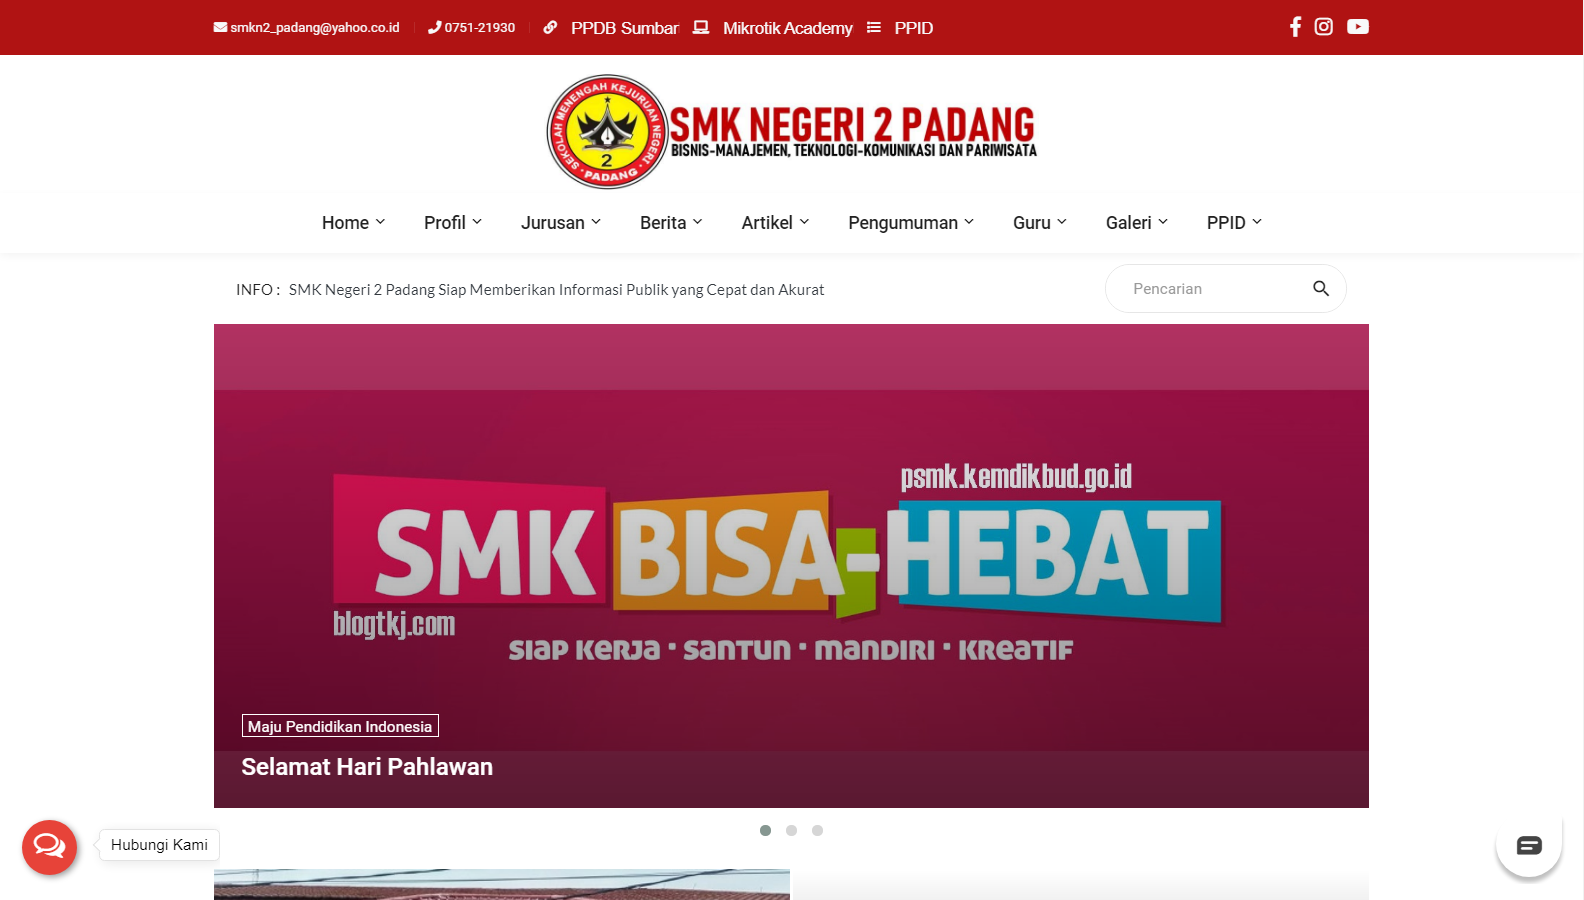 smkn2_padang@yahoo.co.id 0751-21930 PPDB Sumbar Mikrotik Academy PPID
SEKOLAH MENENGAH KEJURUAN NEGERI
2
PADANG
SMK NEGERI 2 PADANG
BISNIS-MANAJEMEN, TEKNOLOGI-KOMUNIKASI DAN PARIWISATA
Home Profil Jurusan Berita Artikel Pengumuman Guru Galeri PPID
INFO : SMK Negeri 2 Padang Siap Memberikan Informasi Publik yang Cepat dan Akurat
Pencarian
psmk.kemdikbud.go.id
SMK BISA-HEBAT
blogtkj.com
SIAP KERJA · SANTUN · MANDIRI · KREATIF
Maju Pendidikan Indonesia
Selamat Hari Pahlawan
Hubungi Kami